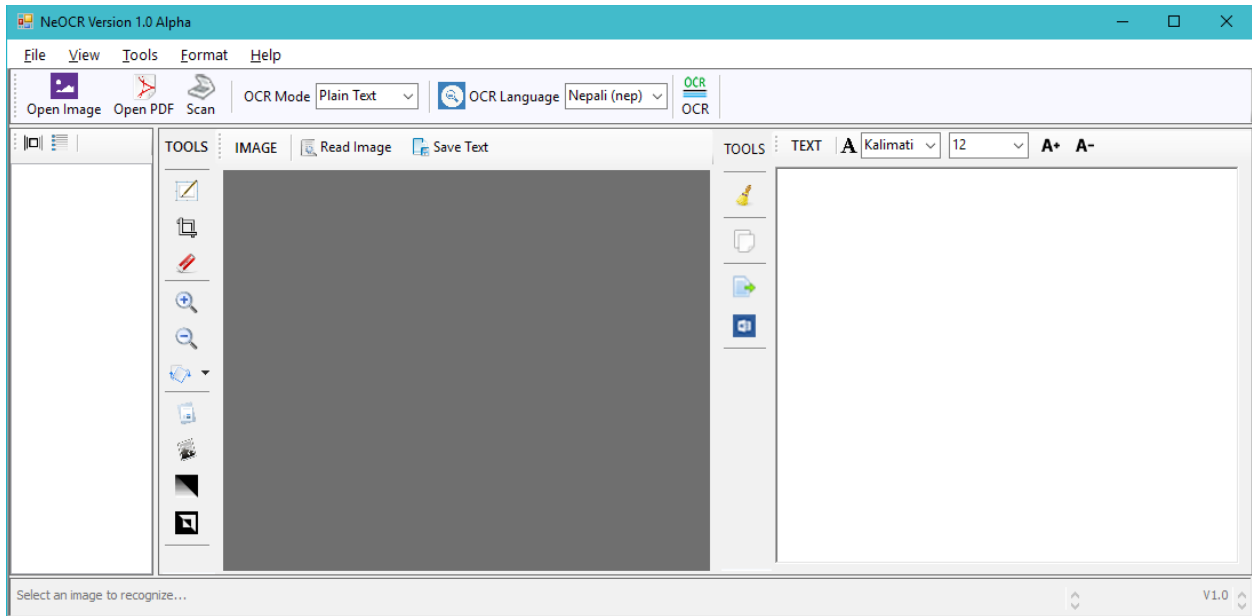 NeOCR Version 1.0 Alpha
File View Tools Format Help
Open Image Open PDF Scan OCR Mode Plain Text OCR Language Nepali (nep) OCR OCR
TOOLS IMAGE Read Image Save Text TOOLS TEXT A Kalimati 12 A+ A-
Select an image to recognize... V1.0